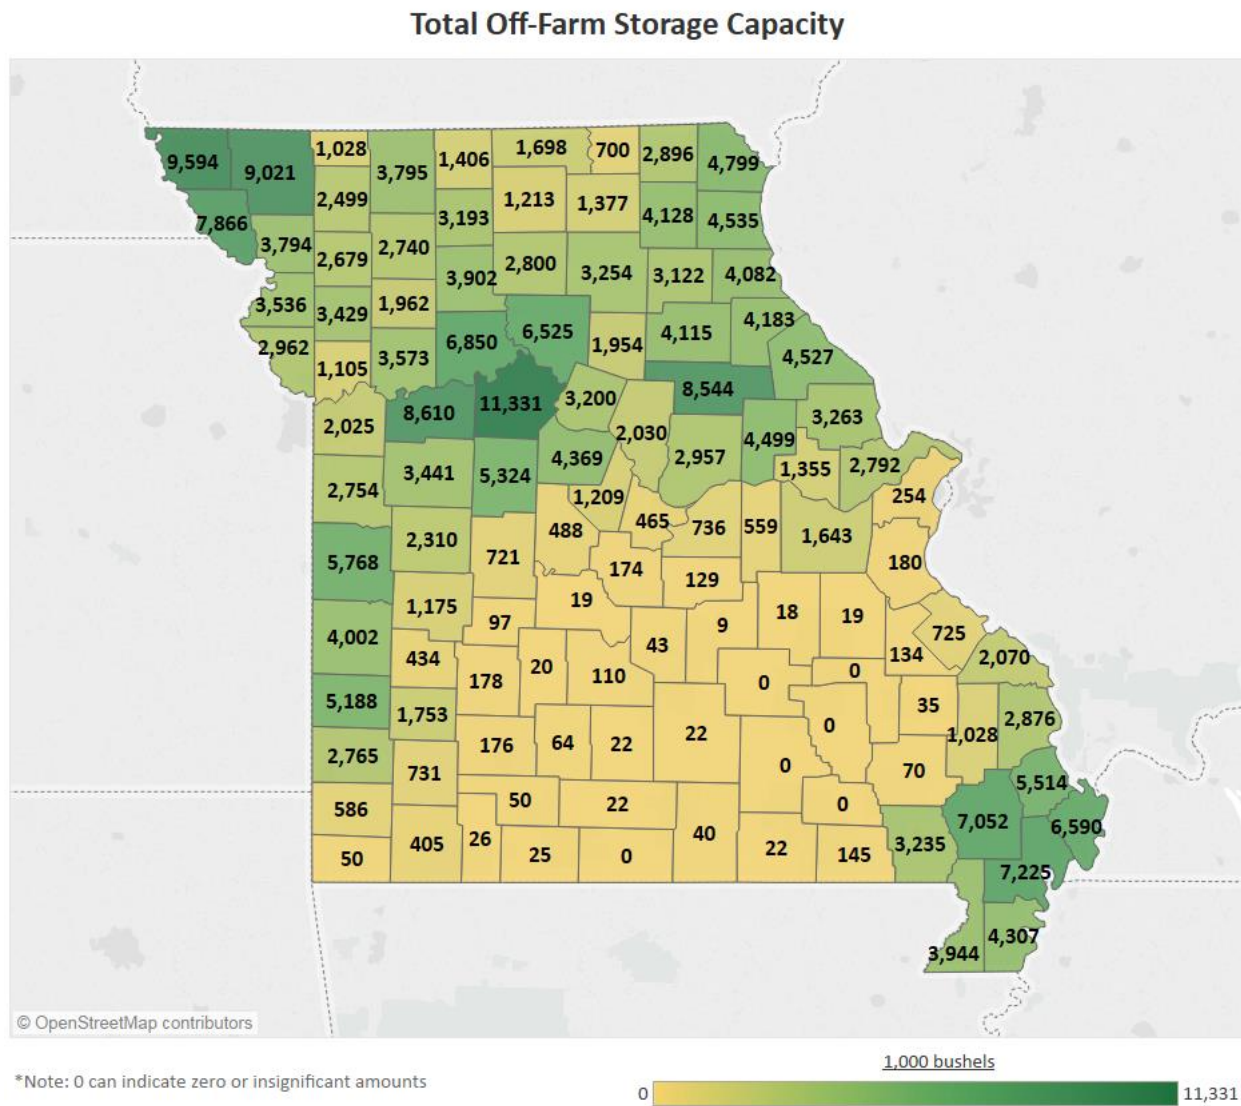 Total Off-Farm Storage Capacity
9,594 9,021 1,028 3,795 1,406 1,698 700 2,896 4,799
7,866 2,499 3,193 1,213 1,377 4,128 4,535
3,794 2,679 2,740 3,902 2,800 3,254 3,122 4,082
3,536 3,429 1,962 6,850 6,525 1,954 4,115 4,183
2,962 1,105 3,573 4,527
2,025 8,610 11,331 3,200 8,544 3,263
2,030 4,499
2,754 3,441 5,324 4,369 2,957 1,355 2,792
1,209 254
5,768 2,310 721 488 465 736 559 1,643
174 129 180
1,175 97 19 18 19
4,002 434 43 9 725
178 20 110 0 0 134 2,070
5,188 1,753 35 2,876
176 64 22 22 0 1,028
2,765 731 0 70 5,514
586 50 22 0 7,052 6,590
50 405 26 25 0 40 22 145 3,235
7,225
3,944 4,307
© OpenStreetMap contributors
*Note: 0 can indicate zero or insignificant amounts
1,000 bushels
0 11,331